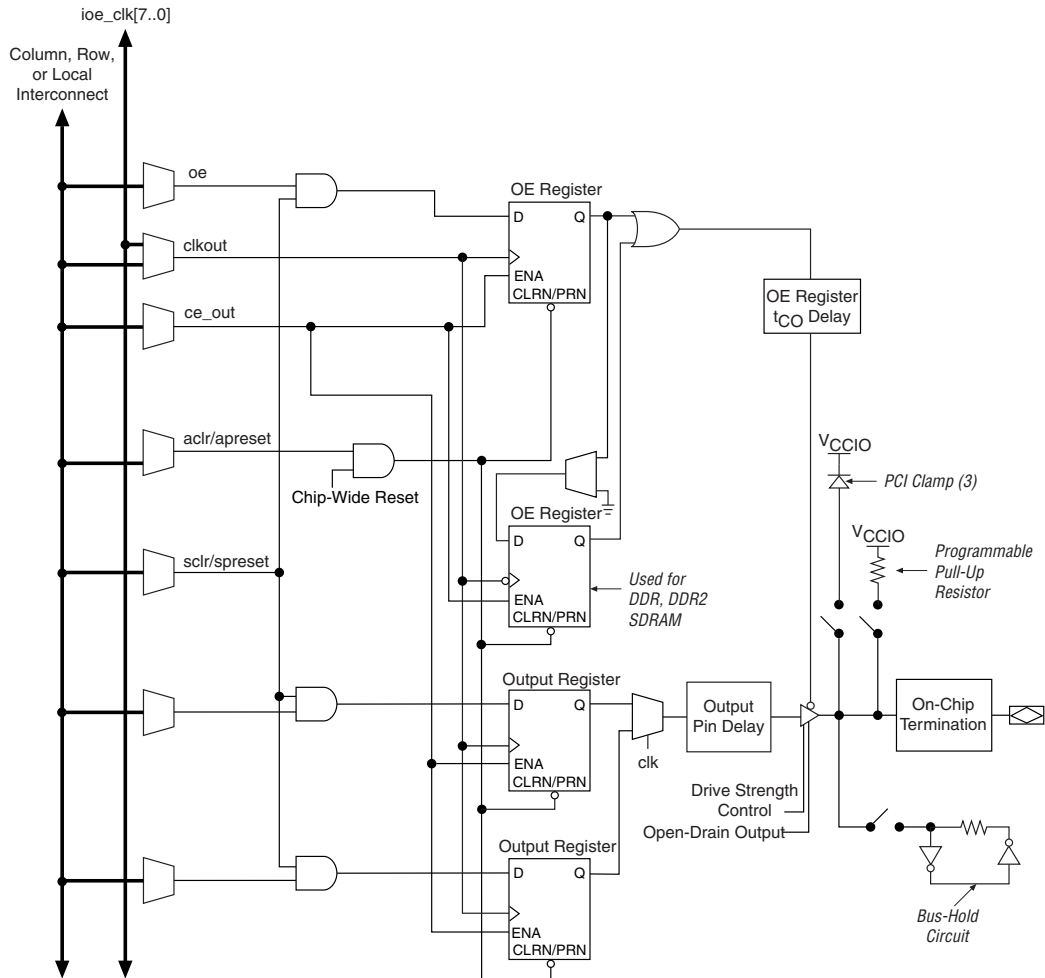 ioe_clk[7..0]
Column, Row,
or Local
Interconnect
oe
OE Register
D
Q
clkout
ENA
CLRN/PRN
OE Register
tCO Delay
ce_out
aclr/apreset
Chip-Wide Reset
VCCIO
PCI Clamp (3)
OE Register
D
Q
ENA
CLRN/PRN
Used for
DDR, DDR2
SDRAM
VCCIO
Programmable
Pull-Up
Resistor
sclr/spreset
Output Register
D
Q
ENA
CLRN/PRN
clk
Output
Pin Delay
On-Chip
Termination
Drive Strength
Control
Open-Drain Output
Output Register
D
Q
ENA
CLRN/PRN
Bus-Hold
Circuit